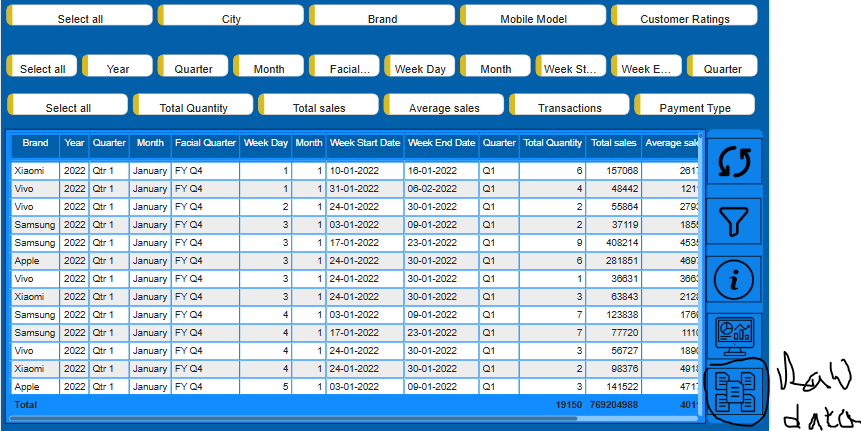 Select all City Brand Mobile Model Customer Ratings
Select all Year Quarter Month Facial... Week Day Month Week St... Week E... Quarter
Select all Total Quantity Total sales Average sales Transactions Payment Type
Brand Year Quarter Month Facial Quarter Week Day Month Week Start Date Week End Date Quarter Total Quantity Total sales Average sale
Xiaomi 2022 Qtr 1 January FY Q4 1 1 10-01-2022 16-01-2022 Q1 6 157068 2617
Vivo 2022 Qtr 1 January FY Q4 1 1 31-01-2022 06-02-2022 Q1 4 48442 1211
Vivo 2022 Qtr 1 January FY Q4 2 1 24-01-2022 30-01-2022 Q1 2 55864 2793
Samsung 2022 Qtr 1 January FY Q4 3 1 03-01-2022 09-01-2022 Q1 2 37119 1855
Samsung 2022 Qtr 1 January FY Q4 3 1 17-01-2022 23-01-2022 Q1 9 408214 4535
Apple 2022 Qtr 1 January FY Q4 3 1 24-01-2022 30-01-2022 Q1 6 281851 4697
Vivo 2022 Qtr 1 January FY Q4 3 1 24-01-2022 30-01-2022 Q1 1 36631 3663
Xiaomi 2022 Qtr 1 January FY Q4 3 1 24-01-2022 30-01-2022 Q1 3 63843 2128
Samsung 2022 Qtr 1 January FY Q4 4 1 03-01-2022 09-01-2022 Q1 7 123838 1769
Samsung 2022 Qtr 1 January FY Q4 4 1 17-01-2022 23-01-2022 Q1 7 77720 1110
Vivo 2022 Qtr 1 January FY Q4 4 1 24-01-2022 30-01-2022 Q1 3 56727 1890
Xiaomi 2022 Qtr 1 January FY Q4 4 1 24-01-2022 30-01-2022 Q1 2 98376 4918
Apple 2022 Qtr 1 January FY Q4 5 1 03-01-2022 09-01-2022 Q1 3 141522 4717
Total 19150 769204988
Raw
data